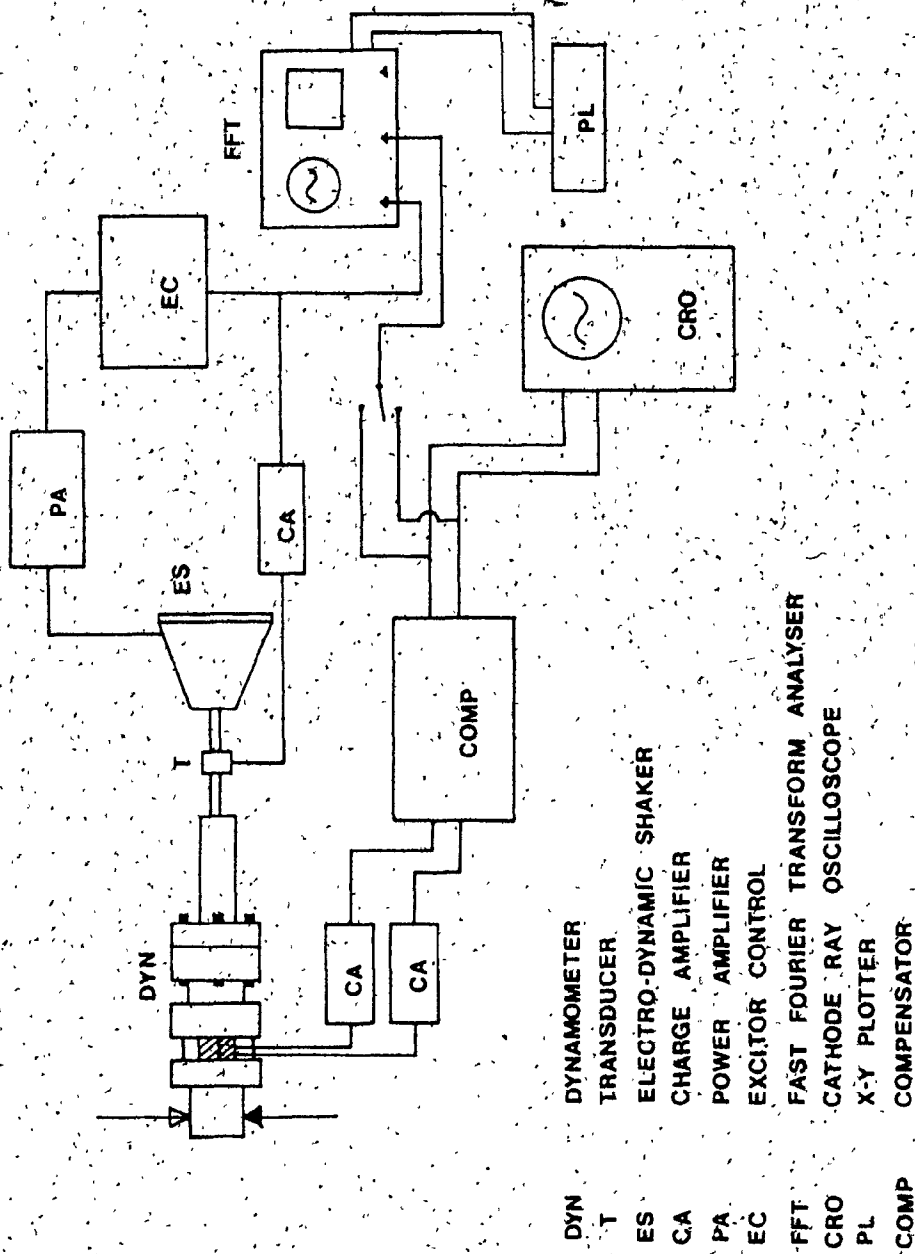 FFT
PL
EC
PA
CRO
CA
ES
T
COMP
DYN
CA
CA
DYN DYNAMOMETER
T TRANSDUCER
ES ELECTRO-DYNAMIC SHAKER
CA CHARGE AMPLIFIER
PA POWER AMPLIFIER
EC EXCITOR CONTROL
FFT FAST FOURIER TRANSFORM ANALYSER
CRO CATHODE RAY OSCILLOSCOPE
PL X-Y PLOTTER
COMP COMPENSATOR